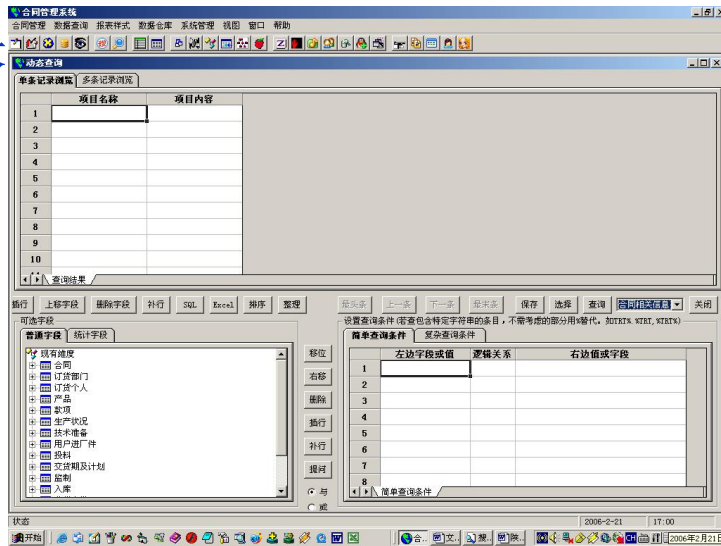 合同管理系统
合同管理 数据查询 报表样式 数据仓库 系统管理 视图 窗口 帮助
动态查询
单条记录浏览 多条记录浏览
项目名称 项目内容
1
2
3
4
5
6
7
8
9
10
查询结果
插行 上移字段 删除字段 补行 SQL Excel 排序 整理 最头条 上一条 下一条 最末条 保存 选择 查询 合同相关信息 关闭
可选字段
普通字段 统计字段
现有维度
合同
订货部门
订货个人
产品
款项
生产状况
技术准备
用户进厂件
投料
交货期及计划
监制
入库
移位
右移
删除
插行
补行
提问
与
或
设置查询条件(若查包含特定字符串的条目，不需考虑的部分用%替代。如TRT% %TRT,%TRT%)
简单查询条件 复杂查询条件
左边字段或值 逻辑关系 右边值或字段
1
2
3
4
5
6
7
8
简单查询条件
状态 2006-2-21 17:00
开始 合.. 文.. 搜.. 陕.. CH 2006年2月21